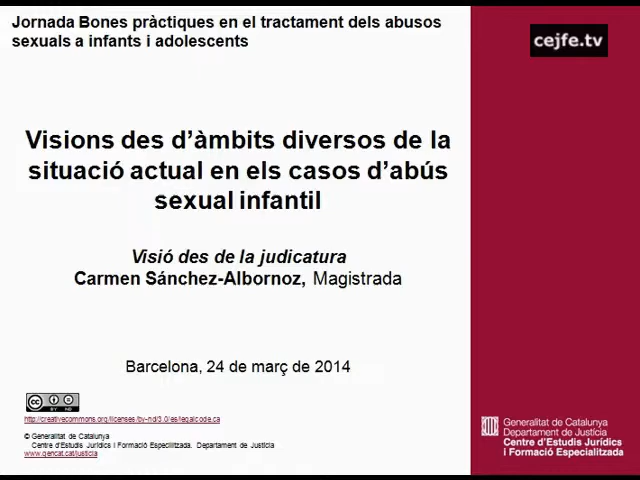 Jornada Bones pràctiques en el tractament dels abusos
sexuals a infants i adolescents
cejfe.tv
Visions des d’àmbits diversos de la
situació actual en els casos d’abús
sexual infantil
Visió des de la judicatura
Carmen Sánchez-Albornoz, Magistrada
Barcelona, 24 de març de 2014
cc BY ND
http://creativecommons.org/licenses/by-nd/3.0/es/legalcode.ca
© Generalitat de Catalunya
Centre d'Estudis Jurídics i Formació Especialitzada. Departament de Justícia
www.gencat.cat/justicia
Generalitat de Catalunya
Departament de Justícia
Centre d'Estudis Jurídics
i Formació Especialitzada